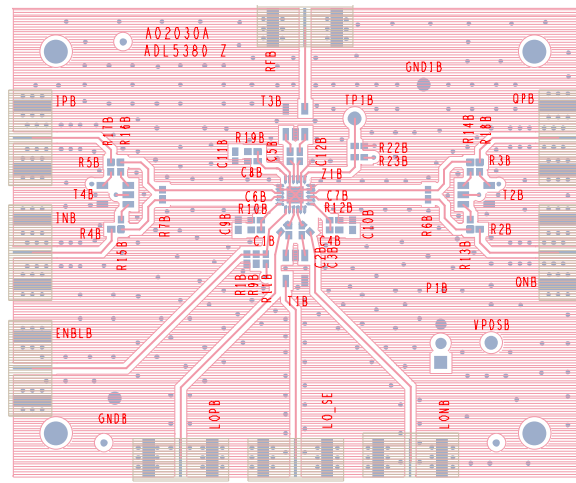 A02030A
ADL5380 Z
RFB
GND1B
IPB
T3B
TP1B
QPB
R17B
R16B
R19B
C11B
C5B
C12B
R22B
R23B
R14B
R18B
R5B
C8B
Z1B
R3B
T4B
C6B
C7B
T2B
INB
R10B
R12B
R4B
R7B
C9B
C10B
R6B
R2B
R15B
C1B
C4B
R13B
C2B
C3B
R1B
R9B
R11B
T1B
P1B
QNB
ENBLB
VPOSB
GNDB
LOPB
LO_SE
LONB